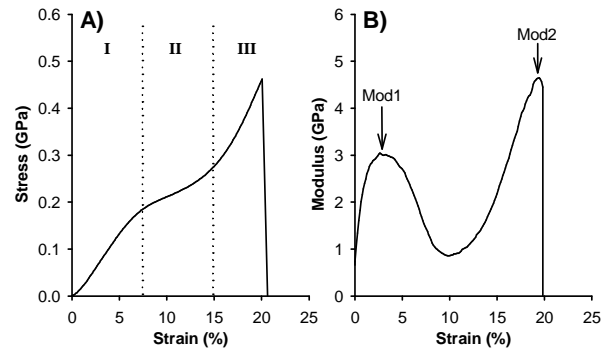 A)
I II III
Stress (GPa)
0.6
0.5
0.4
0.3
0.2
0.1
0.0
0 5 10 15 20 25
Strain (%)
B)
Mod2
Mod1
Modulus (GPa)
6
5
4
3
2
1
0
0 5 10 15 20 25
Strain (%)